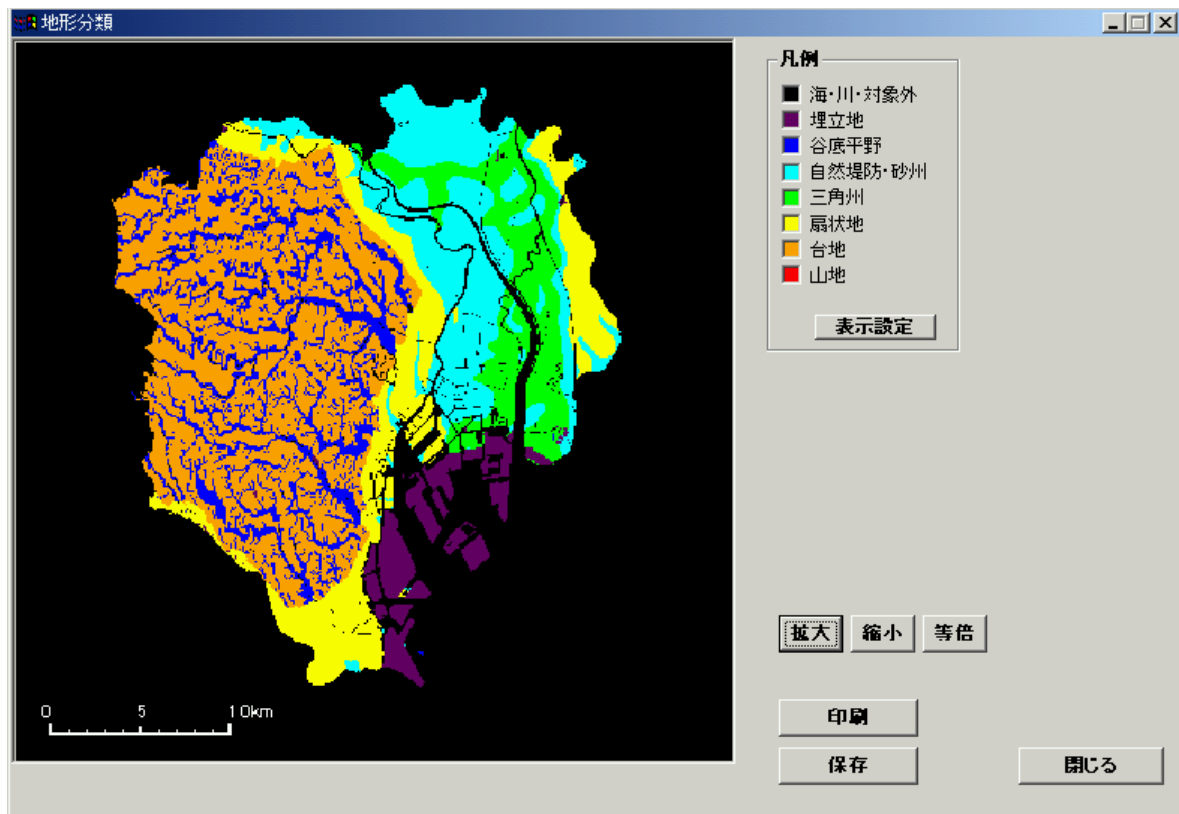 地形分類
凡例
海・川・対象外
埋立地
谷底平野
自然堤防・砂州
三角州
扇状地
台地
山地
表示設定
拡大 縮小 等倍
0 5 10km
印刷
保存 閉じる